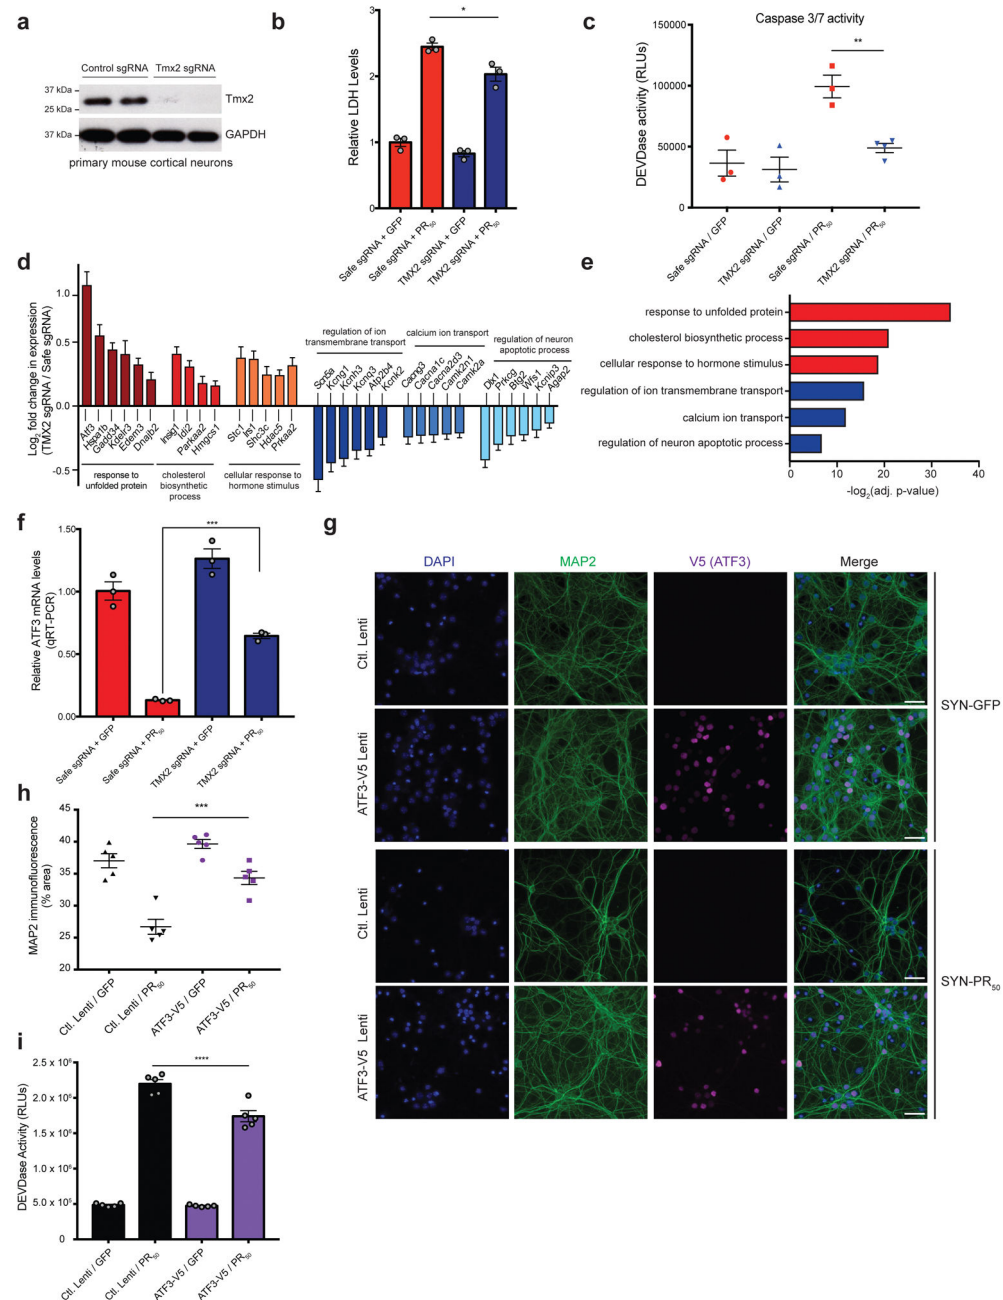 a
Control sgRNA Tmx2 sgRNA
37 kDa
25 kDa
Tmx2
37 kDa
GAPDH
primary mouse cortical neurons
b
Relative LDH Levels
3
2
1
0
*
Safe sgRNA + GFP
Safe sgRNA + PR50
TMX2 sgRNA + GFP
TMX2 sgRNA + PR50
c
Caspase 3/7 activity
DEVDase activity (RLUs)
150000
100000
50000
0
**
Safe sgRNA / GFP
TMX2 sgRNA / GFP
Safe sgRNA / PR50
TMX2 sgRNA / PR50
d
Log2 fold change in expression
(TMX2 sgRNA / Safe sgRNA)
1.0
0.5
0.0
-0.5
Atf3
Hspa1b
Gadd34
Kdelr3
Edem3
Dnajb2
response to
unfolded protein
Insig1
Idi2
Parkaa2
Hmgcs1
cholesterol
biosynthetic
process
Stc1
Irs1
Shc3c
Hdac5
Prkaa2
cellular response to
hormone stimulus
regulation of ion
transmembrane transport
Scn5a
Kcng1
Kcnh3
Kcnq3
Atp2b4
Kcnk2
calcium ion transport
Cacng3
Cacna1c
Cacna2d3
Camk2n1
Camk2a
regulation of neuron
apoptotic process
Dlx1
Prkcg
Btg2
Wfs1
Kcnip3
Agap2
e
response to unfolded protein
cholesterol biosynthetic process
cellular response to hormone stimulus
regulation of ion transmembrane transport
calcium ion transport
regulation of neuron apoptotic process
0 10 20 30 40
-log2(adj. p-value)
f
Relative ATF3 mRNA levels
(qRT-PCR)
1.50
1.00
0.50
0.00
***
Safe sgRNA + GFP
Safe sgRNA + PR50
TMX2 sgRNA + GFP
TMX2 sgRNA + PR50
g
DAPI MAP2 V5 (ATF3) Merge
Ctl. Lenti
ATF3-V5 Lenti
SYN-GFP
Ctl. Lenti
ATF3-V5 Lenti
SYN-PR50
h
MAP2 immunofluorescence
(% area)
45
40
35
30
25
20
***
Ctl. Lenti / GFP
Ctl. Lenti / PR50
ATF3-V5 / GFP
ATF3-V5 / PR50
i
DEVDase Activity (RLUs)
2.5 x 10⁶
2.0 x 10⁶
1.5 x 10⁶
1.0 x 10⁶
5.0 x 10⁵
0
****
Ctl. Lenti / GFP
Ctl. Lenti / PR50
ATF3-V5 / GFP
ATF3-V5 / PR50